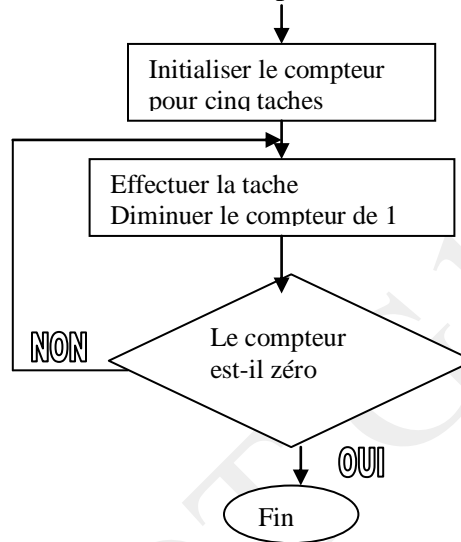 Initialiser le compteur
pour cinq taches
Effectuer la tache
Diminuer le compteur de 1
Le compteur
est-il zéro
NON
OUI
Fin